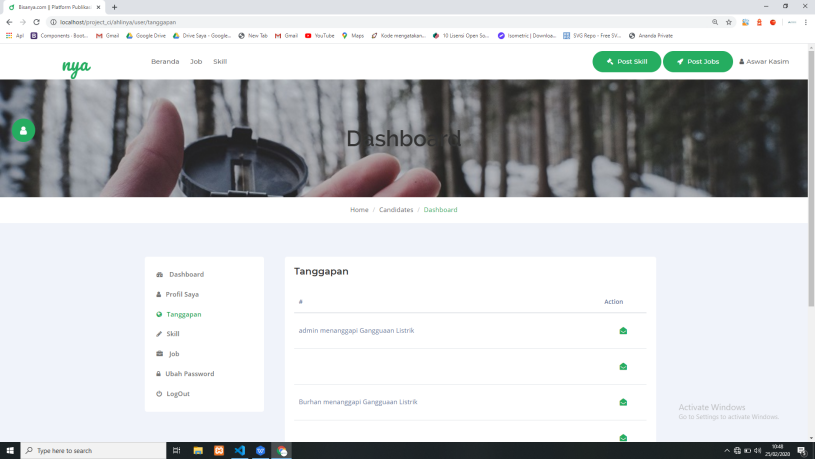 Bisanya.com || Platform Publikasi
localhost/project_ci/ahlinya/user/tanggapan
Apl
Components · Boot...
Gmail
Google Drive
Drive Saya - Google...
New Tab
Gmail
YouTube
Maps
Kode mengatakan...
10 Lisensi Open So...
Isometric | Downloa...
SVG Repo - Free SV...
Ananda Private
nya
Beranda
Job
Skill
Post Skill
Post Jobs
Aswar Kasim
Dashboard
Home / Candidates / Dashboard
Dashboard
Profil Saya
Tanggapan
Skill
Job
Ubah Password
LogOut
Tanggapan
# Action
admin menanggapi Gangguaan Listrik
Burhan menanggapi Gangguaan Listrik
Activate Windows
Go to Settings to activate Windows.
Type here to search
10:48
25/02/2020